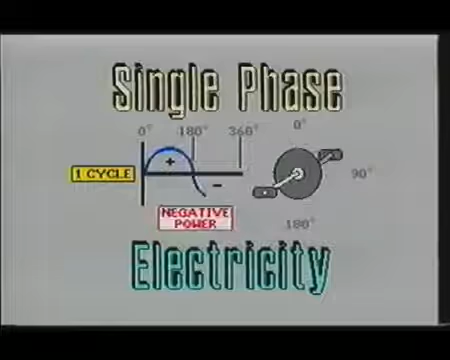 Single Phase
0° 180° 360° 0°
1 CYCLE + - 90°
NEGATIVE
POWER
180°
Electricity